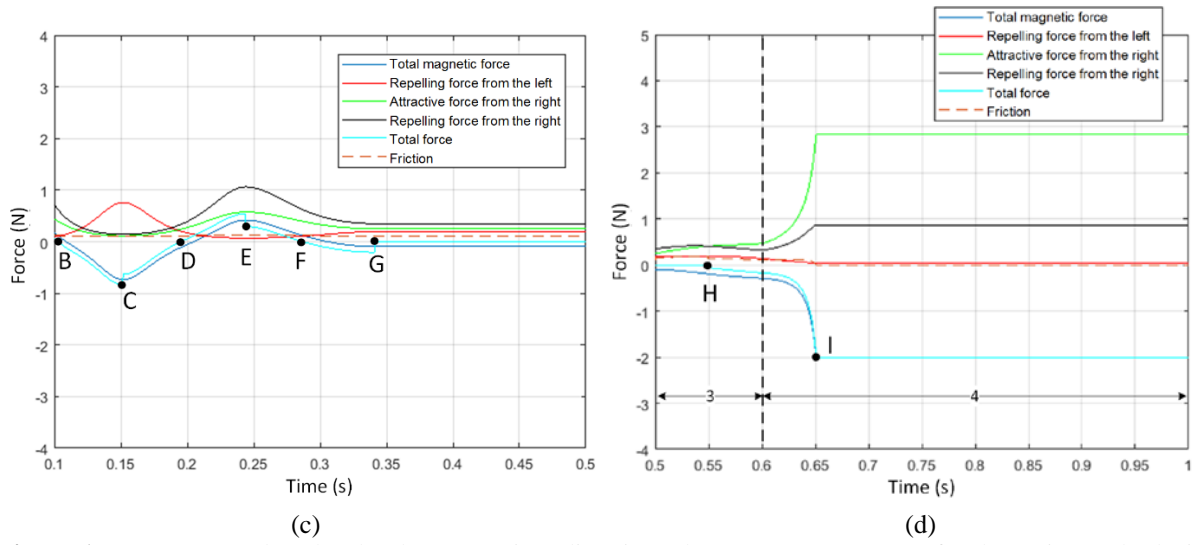 4
3
2
1
0
-1
-2
-3
-4
Force (N)
Total magnetic force
Repelling force from the left
Attractive force from the right
Repelling force from the right
Total force
Friction
B
C
D
E
F
G
0.1
0.15
0.2
0.25
0.3
0.35
0.4
0.45
0.5
Time (s)
(c)
5
4
3
2
1
0
-1
-2
-3
-4
Force (N)
Total magnetic force
Repelling force from the left
Attractive force from the right
Repelling force from the right
Total force
Friction
H
I
3
4
0.5
0.55
0.6
0.65
0.7
0.75
0.8
0.85
0.9
0.95
1
Time (s)
(d)